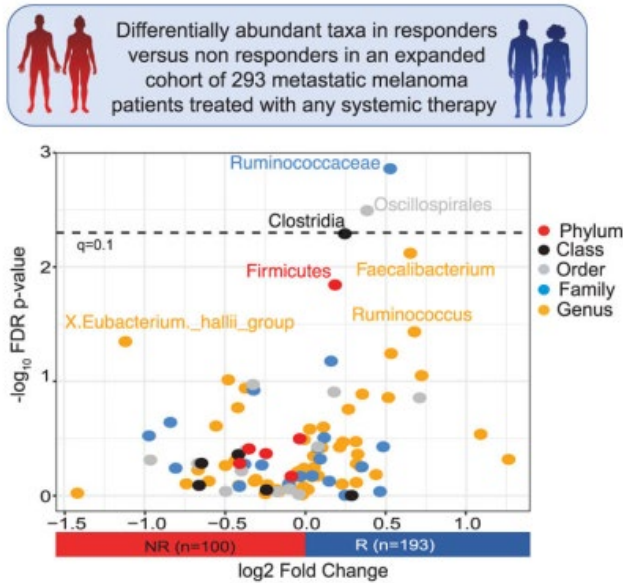 Differentially abundant taxa in responders
versus non responders in an expanded
cohort of 293 metastatic melanoma
patients treated with any systemic therapy
3
Ruminococcaceae
Oscillospirales
Clostridia
q=0.1
Phylum
Class
Order
Family
Genus
2
Firmicutes
Faecalibacterium
X.Eubacterium._hallii_group
Ruminococcus
-log10 FDR p-value
1
0
−1.5
−1.0
−0.5
0.0
0.5
1.0
NR (n=100)
R (n=193)
log2 Fold Change